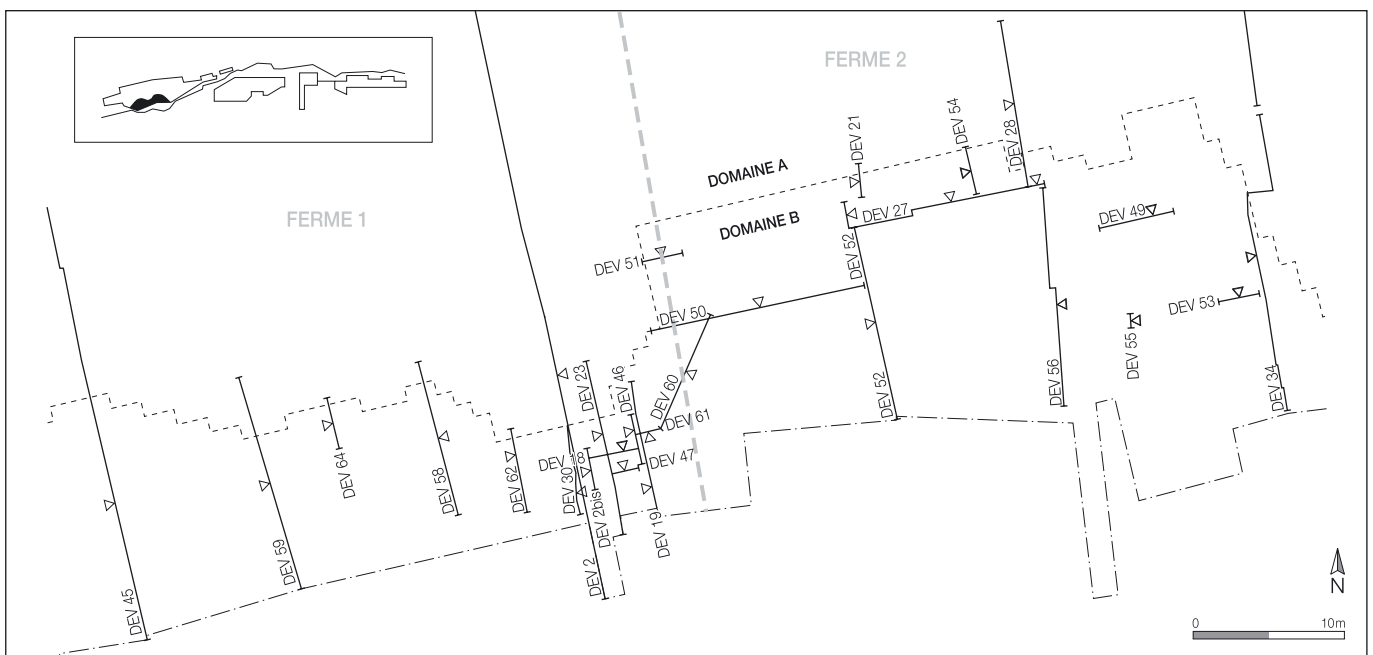 FERME 2
FERME 1
DOMAINE A
DOMAINE B
DEV 21
DEV 54
DEV 28
DEV 27
DEV 49
DEV 51
DEV 52
DEV 50
DEV 53
DEV 55
DEV 23
DEV 46
DEV 60
DEV 61
DEV 52
DEV 56
DEV 34
DEV 64
DEV 58
DEV 62
DEV 30
DEV 18
DEV 47
DEV 2bis
DEV 19
DEV 59
DEV 2
DEV 45
N
0 10m